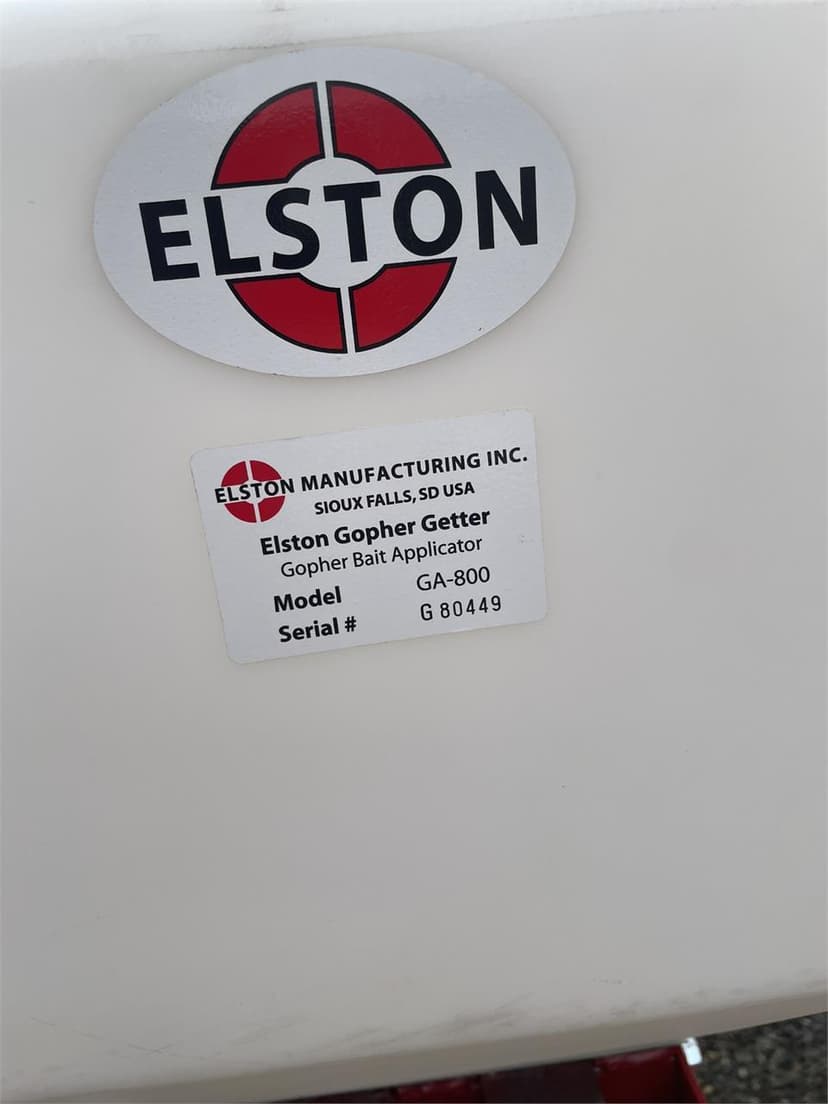 ELSTON
ELSTON MANUFACTURING INC.
SIOUX FALLS, SD USA
Elston Gopher Getter
Gopher Bait Applicator
Model GA-800
Serial # G 80449